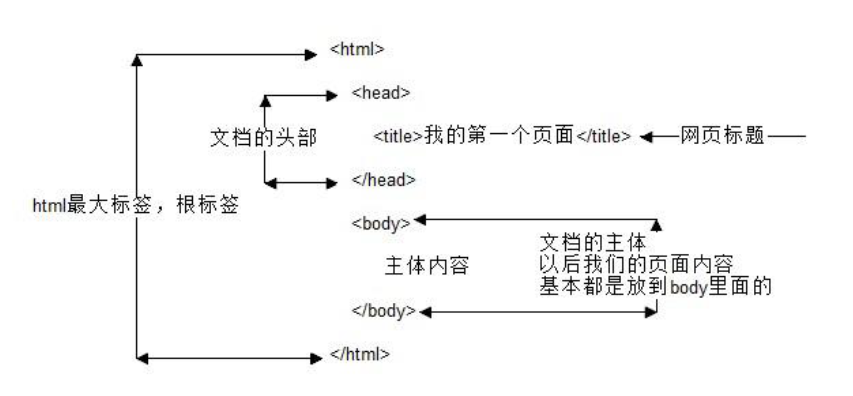 <html>
<head>
文档的头部
<title>我的第一个页面</title>
网页标题
</head>
html最大标签，根标签
<body>
文档的主体
主体内容
以后我们的页面内容
基本都是放到body里面的
</body>
</html>